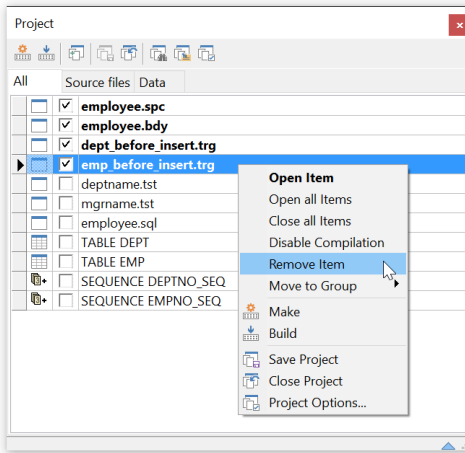 Project
All
Source files
Data
employee.spc
employee.bdy
dept_before_insert.trg
emp_before_insert.trg
deptname.tst
mgrname.tst
employee.sql
TABLE DEPT
TABLE EMP
SEQUENCE DEPTNO_SEQ
SEQUENCE EMPNO_SEQ
Open Item
Open all Items
Close all Items
Disable Compilation
Remove Item
Move to Group
Make
Build
Save Project
Close Project
Project Options...